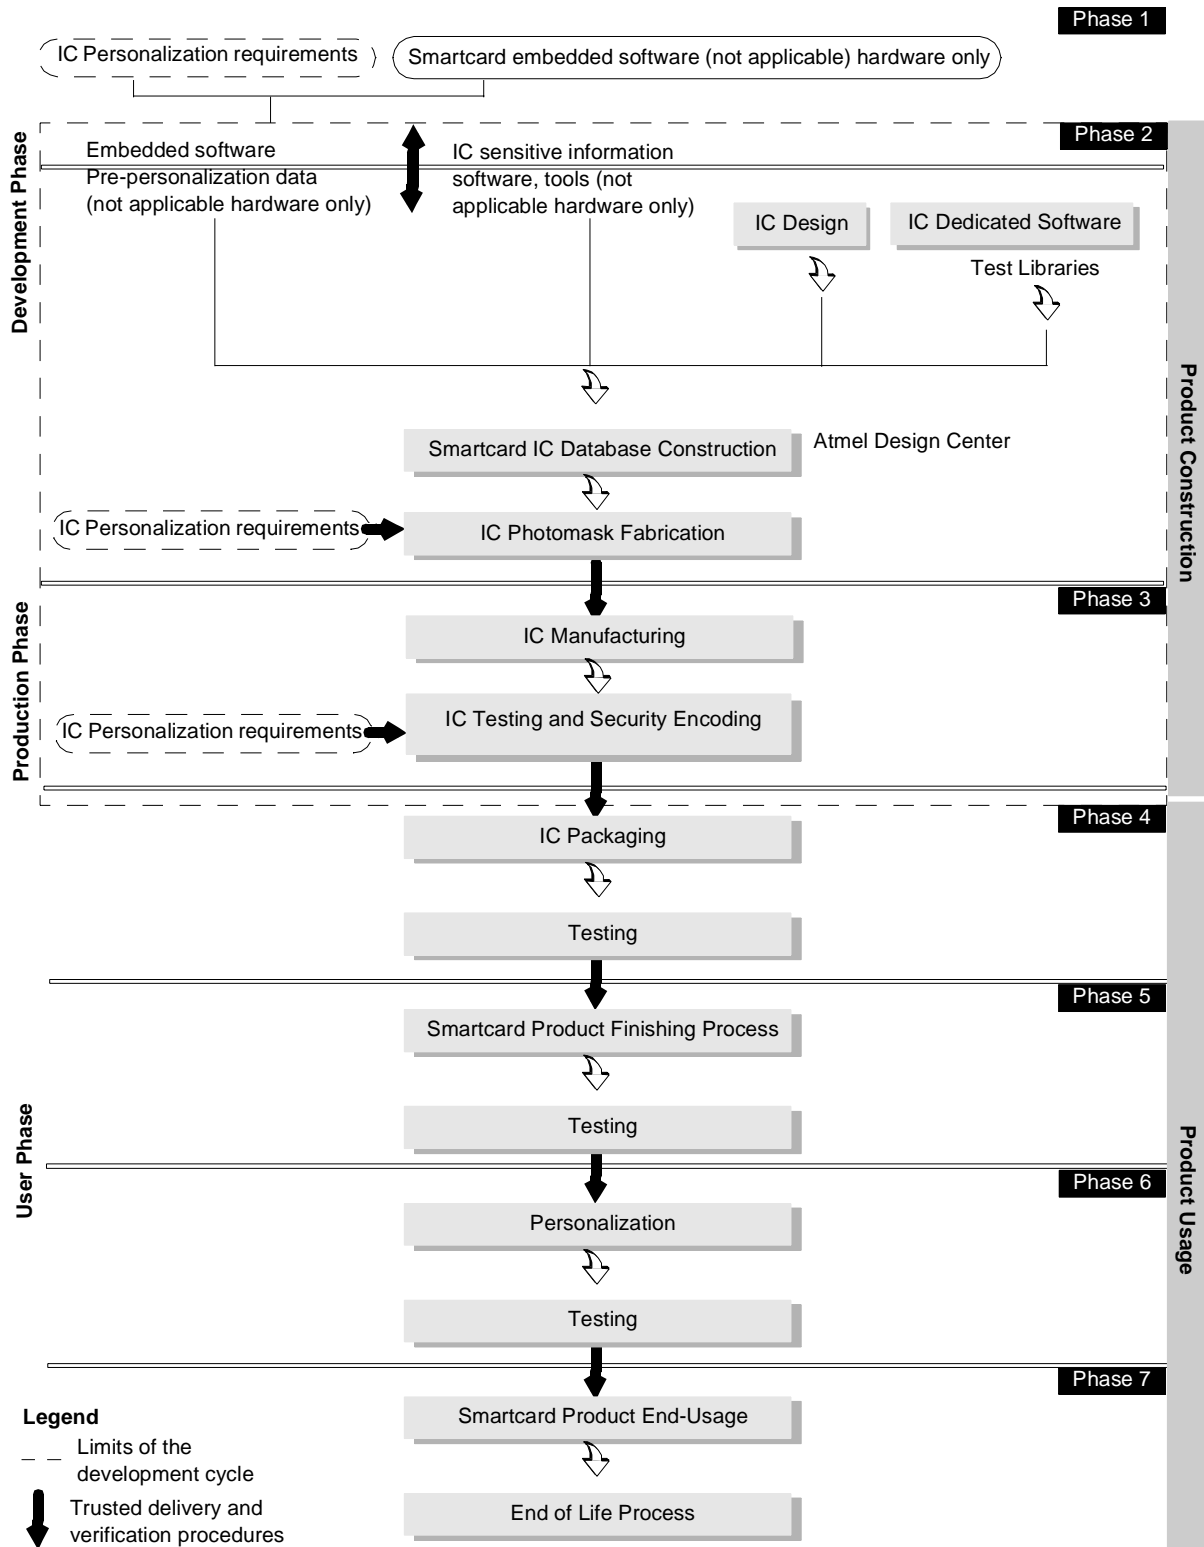 Phase 1
IC Personalization requirements
Smartcard embedded software (not applicable) hardware only
Development Phase
Phase 2
Embedded software
Pre-personalization data
(not applicable hardware only)
IC sensitive information
software, tools (not
applicable hardware only)
IC Design
IC Dedicated Software
Test Libraries
Product Construction
Smartcard IC Database Construction
Atmel Design Center
IC Personalization requirements
IC Photomask Fabrication
Production Phase
Phase 3
IC Manufacturing
IC Personalization requirements
IC Testing and Security Encoding
Phase 4
IC Packaging
Testing
Phase 5
Smartcard Product Finishing Process
Testing
User Phase
Product Usage
Phase 6
Personalization
Testing
Phase 7
Smartcard Product End-Usage
End of Life Process
Legend
Limits of the
development cycle
Trusted delivery and
verification procedures